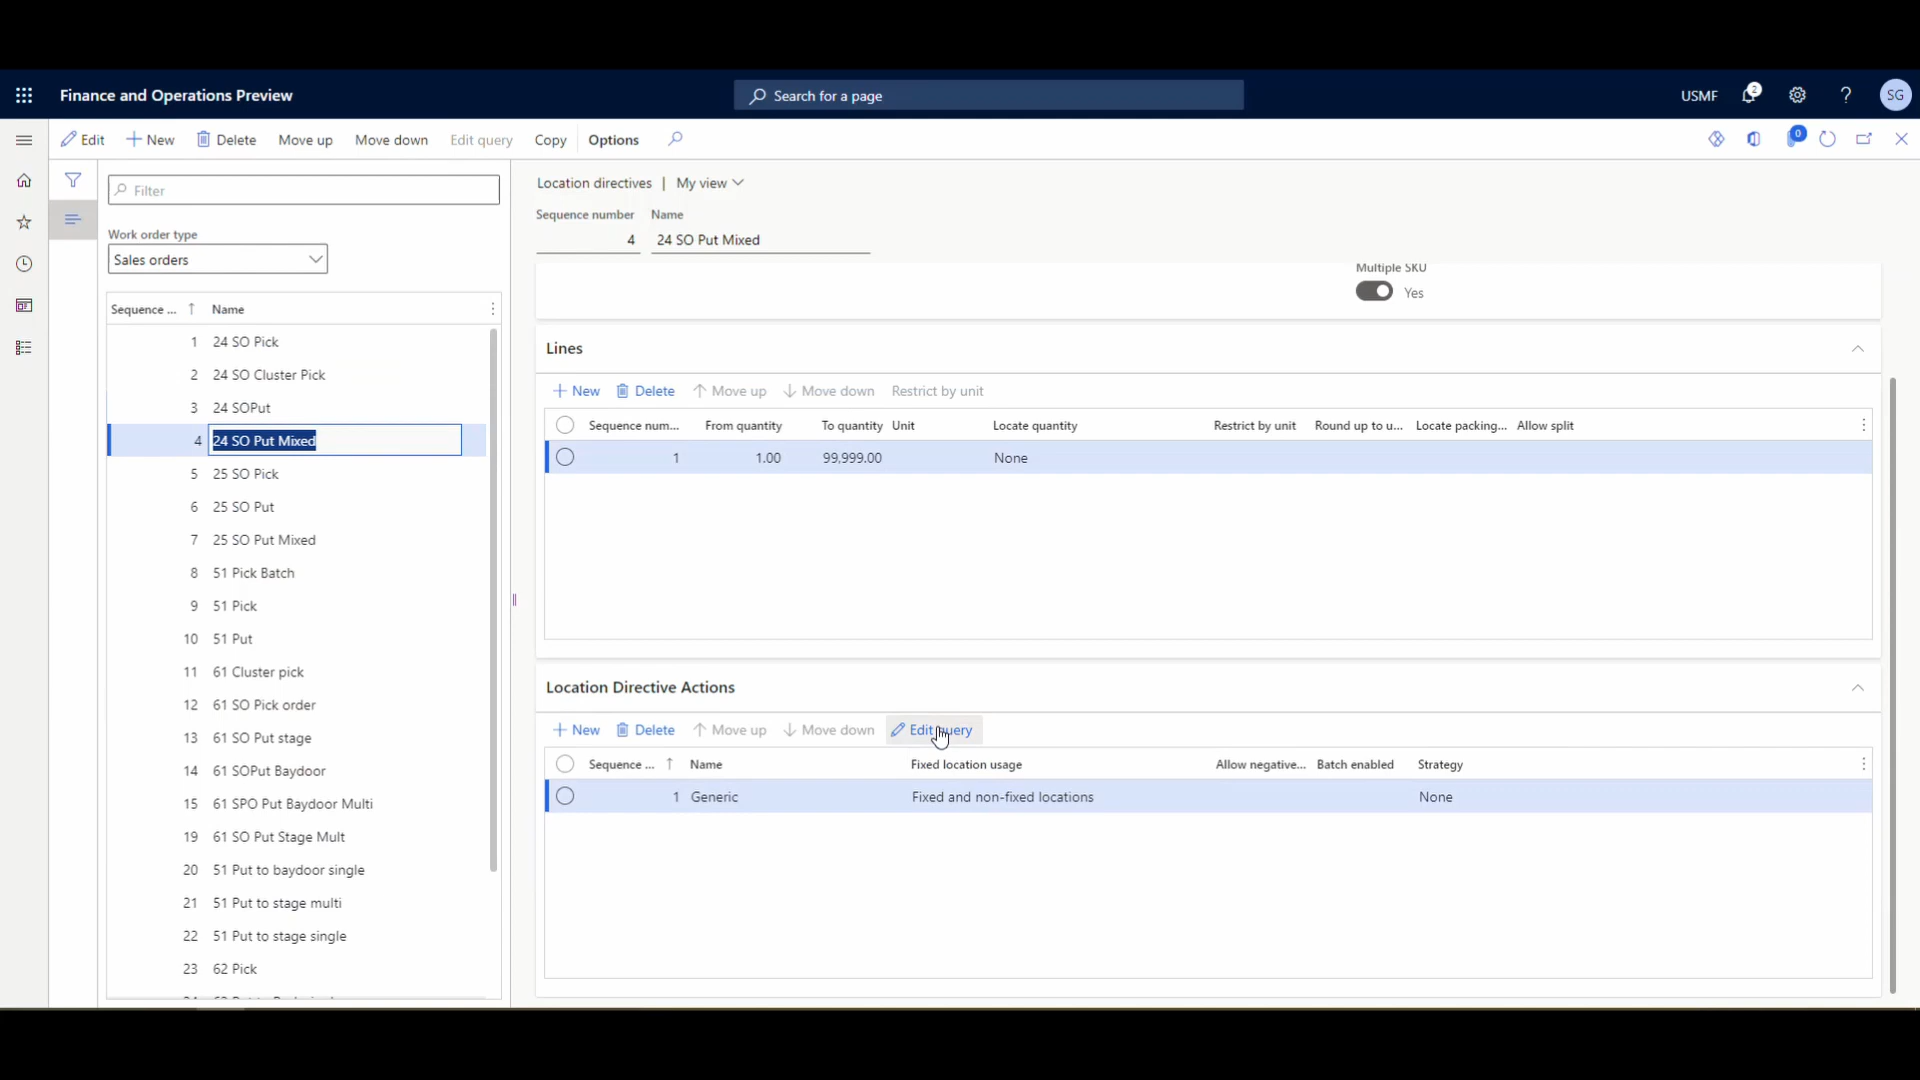 Finance and Operations Preview
Search for a page
USMF
2
?
SG
Edit
New
Delete
Move up
Move down
Edit query
Copy
Options
0
Filter
Work order type
Sales orders
Sequence ...
Name
1 24 SO Pick
2 24 SO Cluster Pick
3 24 SOPut
4 24 SO Put Mixed
5 25 SO Pick
6 25 SO Put
7 25 SO Put Mixed
8 51 Pick Batch
9 51 Pick
10 51 Put
11 61 Cluster pick
12 61 SO Pick order
13 61 SO Put stage
14 61 SOPut Baydoor
15 61 SPO Put Baydoor Multi
19 61 SO Put Stage Mult
20 51 Put to baydoor single
21 51 Put to stage multi
22 51 Put to stage single
23 62 Pick
Location directives | My view
Sequence number
Name
4
24 SO Put Mixed
Multiple SKU
Yes
Lines
New
Delete
Move up
Move down
Restrict by unit
Sequence num...
From quantity
To quantity
Unit
Locate quantity
Restrict by unit
Round up to u...
Locate packing...
Allow split
1
1.00
99,999.00
None
Location Directive Actions
New
Delete
Move up
Move down
Edit query
Sequence ...
Name
Fixed location usage
Allow negative...
Batch enabled
Strategy
1
Generic
Fixed and non-fixed locations
None